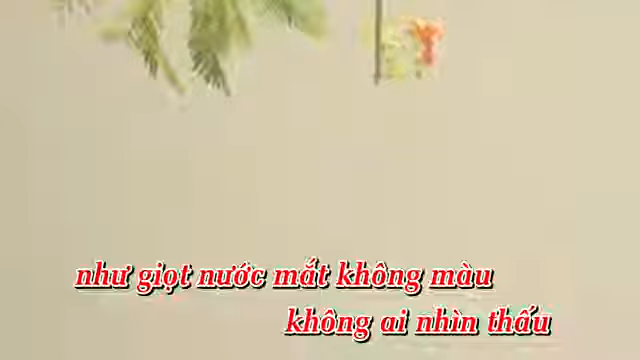 như giọt nước mắt không màu
không ai nhìn thấu